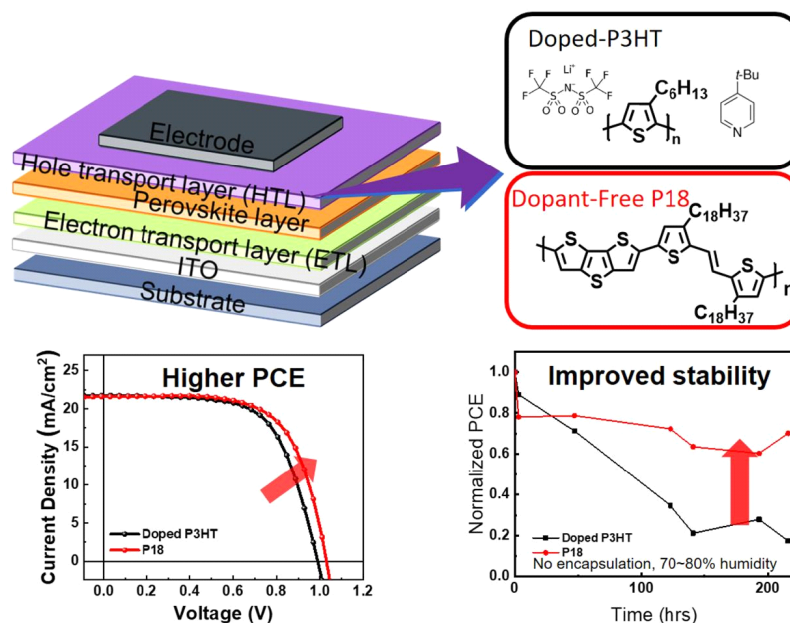 Electrode
Hole transport layer (HTL)
Perovskite layer
Electron transport layer (ETL)
ITO
Substrate
Doped-P3HT
Li⁺
F
F
F
S
O
O
N⁻
S
O
O
F
F
F
C₆H₁₃
S
n
t-Bu
N
Dopant-Free P18
C₁₈H₃₇
S
S
S
S
S
n
C₁₈H₃₇
Higher PCE
Current Density (mA/cm²)
25
20
15
10
5
0
Doped P3HT
P18
0.0 0.2 0.4 0.6 0.8 1.0 1.2
Voltage (V)
Improved stability
Normalized PCE
1.0
0.8
0.6
0.4
0.2
0.0
Doped P3HT
P18
No encapsulation, 70~80% humidity
0 100 200
Time (hrs)